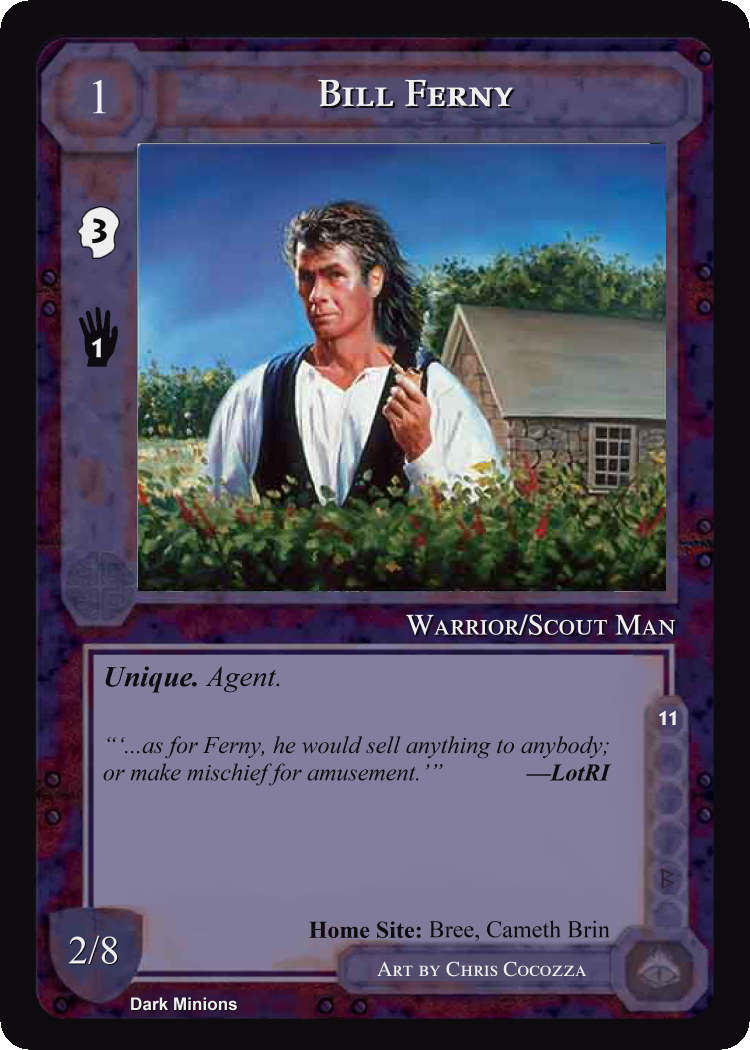 1
Bill Ferny
3
1
Warrior/Scout Man
Unique. Agent.
11
“‘...as for Ferny, he would sell anything to anybody;
or make mischief for amusement.’” —LotRI
Home Site: Bree, Cameth Brin
2/8
Art by Chris Cocozza
Dark Minions